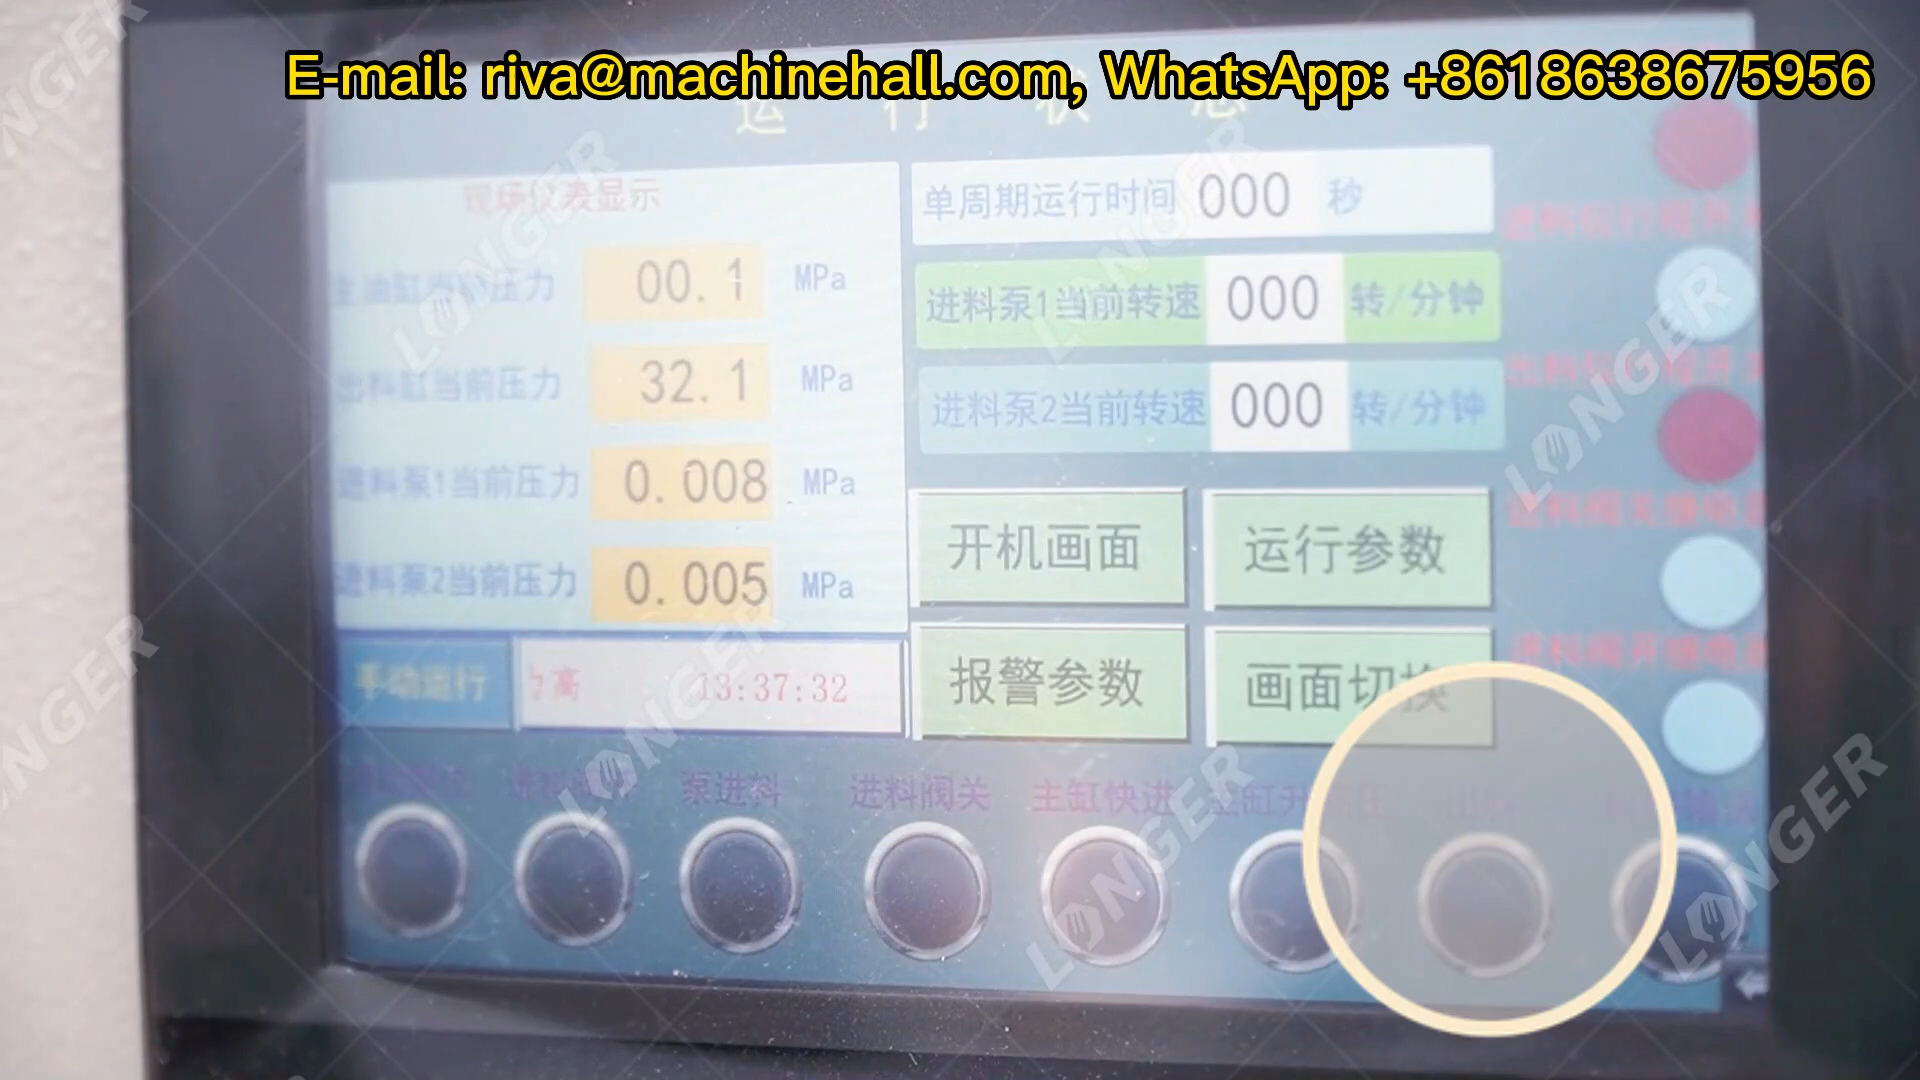 E-mail: riva@machinehall.com, WhatsApp: +8618638675956
运 行 状 态
现场仪表显示
主油缸当前压力 00.1 MPa
出料缸当前压力 32.1 MPa
进料泵1当前压力 0.008 MPa
进料泵2当前压力 0.005 MPa
单周期运行时间 000 秒
进料泵1当前转速 000 转/分钟
进料泵2当前转速 000 转/分钟
开机画面 运行参数
报警参数 画面切换
手动运行 高 13:37:32
泵进料 进料阀关 主缸快进
LONGER